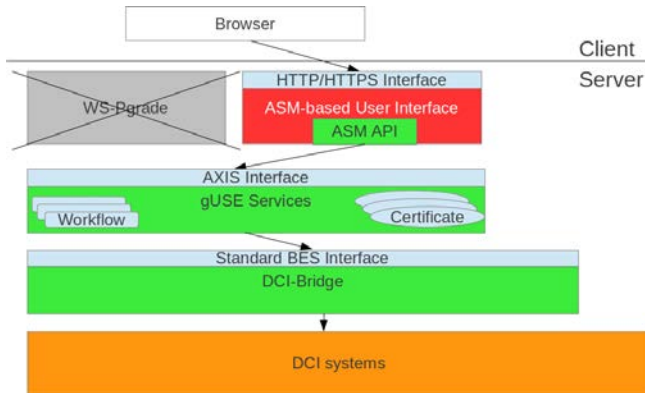 Browser
Client
Server
HTTP/HTTPS Interface
WS-Pgrade
ASM-based User Interface
ASM API
AXIS Interface
gUSE Services
Workflow
Certificate
Standard BES Interface
DCI-Bridge
DCI systems